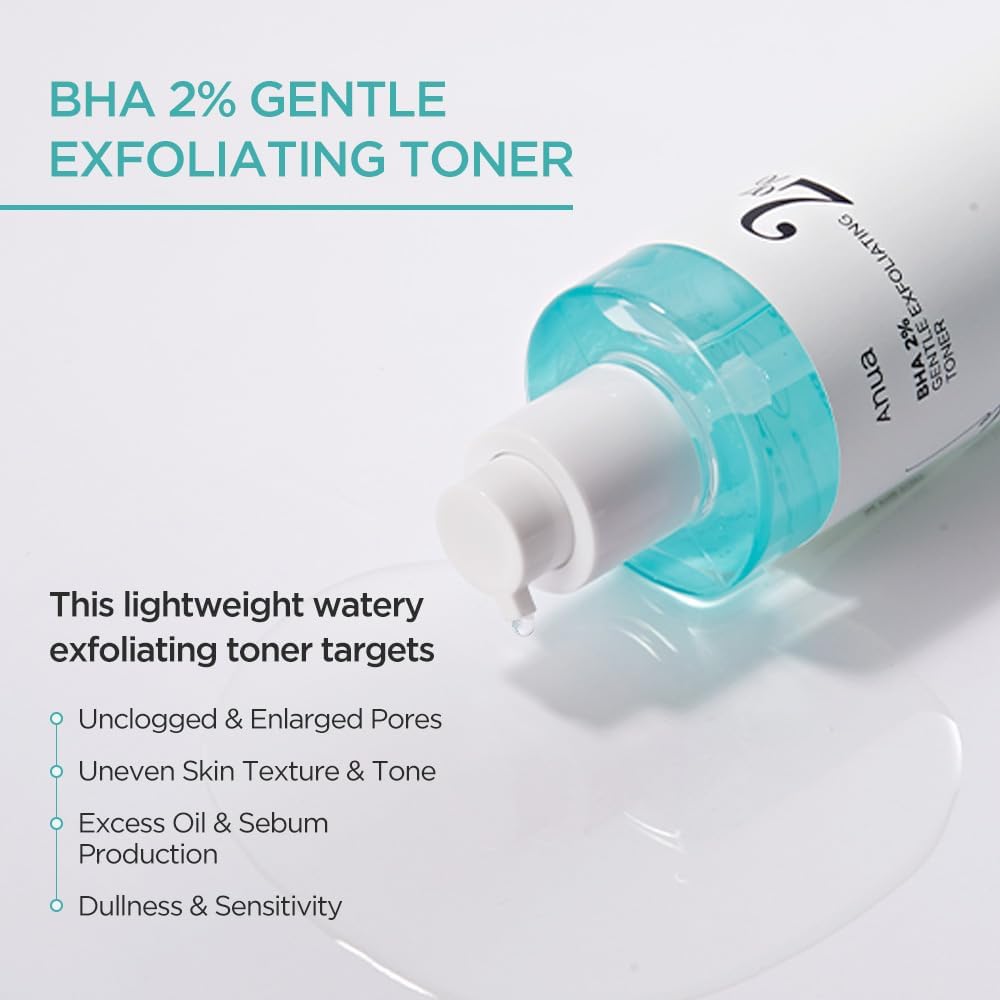 BHA 2% GENTLE
EXFOLIATING TONER
2%
Anua
BHA 2%
GENTLE EXFOLIATING
TONER
This lightweight watery
exfoliating toner targets
Unclogged & Enlarged Pores
Uneven Skin Texture & Tone
Excess Oil & Sebum
Production
Dullness & Sensitivity